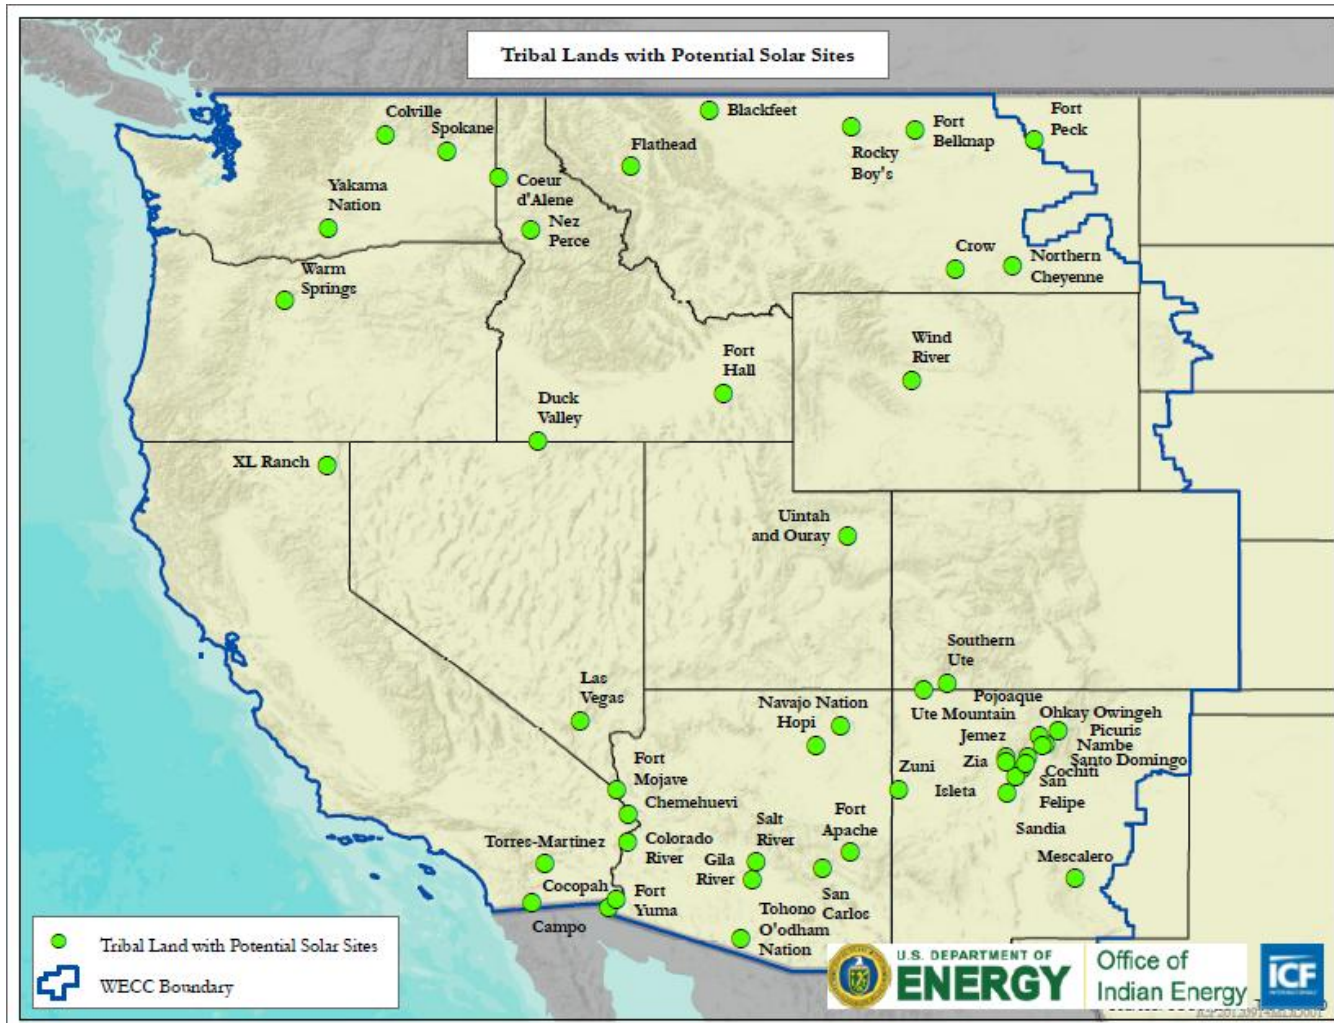 Tribal Lands with Potential Solar Sites
Colville
Spokane
Blackfeet
Fort
Peck
Fort
Belknap
Flathead
Rocky
Boy's
Coeur
d'Alene
Yakama
Nation
Nez
Perce
Crow
Northern
Cheyenne
Warm
Springs
Wind
River
Fort
Hall
Duck
Valley
XL Ranch
Uintah
and Ouray
Southern
Ute
Las
Vegas
Navajo Nation
Hopi
Pojoaque
Ute Mountain
Ohkay Owingeh
Jemez
Picuris
Nambe
Zia
Santo Domingo
Zuni
Cochiti
Isleta
San
Felipe
Sandia
Fort
Mojave
Chemehuevi
Fort
Apache
Salt
River
Torres-Martinez
Colorado
River
Gila
River
Mescalero
Cocopah
Fort
Yuma
San
Carlos
Campo
Tohono
O'odham
Nation
Tribal Land with Potential Solar Sites
WECC Boundary
U.S. DEPARTMENT OF
ENERGY
Office of
Indian Energy
ICF
INTERNATIONAL